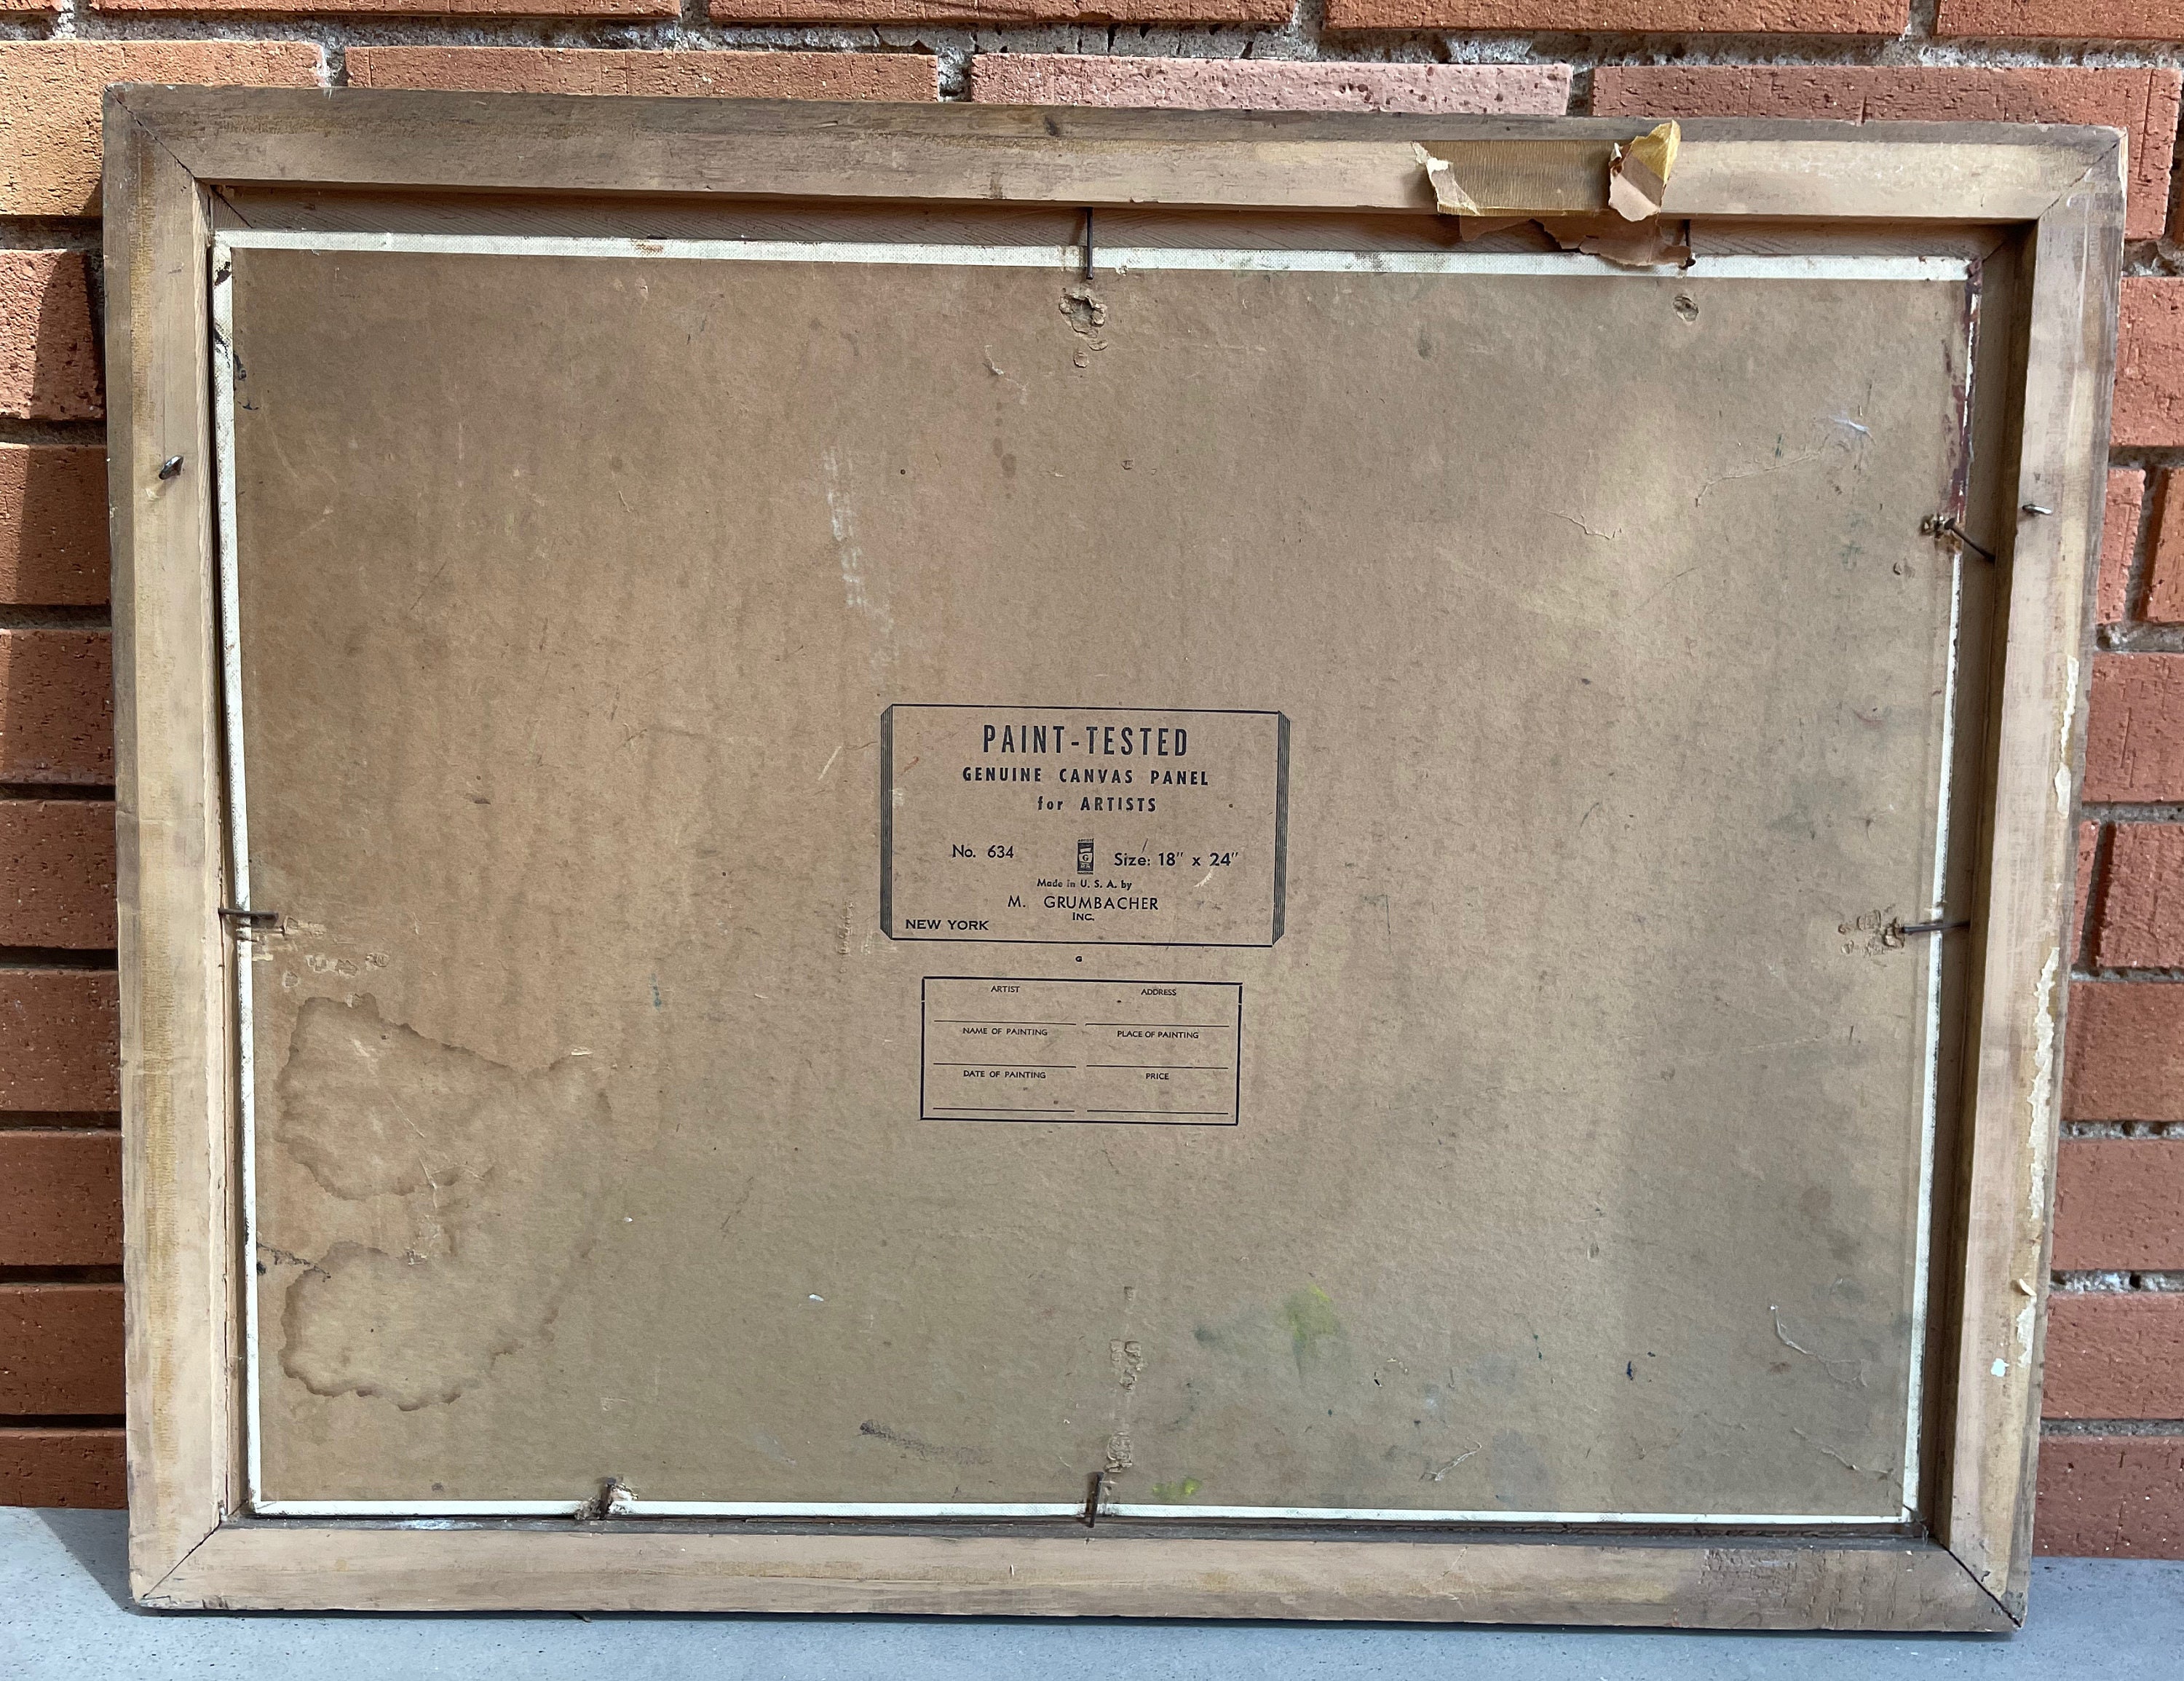 PAINT-TESTED
GENUINE CANVAS PANEL
for ARTISTS
No. 634 G Size: 18" x 24"
Made in U. S. A. by
M. GRUMBACHER
INC.
NEW YORK
G
ARTIST ADDRESS
NAME OF PAINTING PLACE OF PAINTING
DATE OF PAINTING PRICE